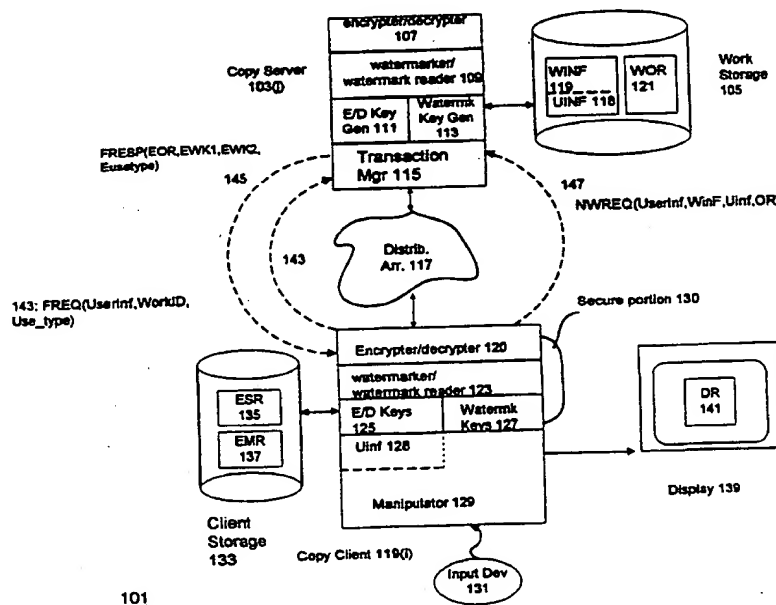 encrypter/decrypter
107
Copy Server
103(i)
watermarker/
watermark reader 109
E/D Key
Gen 111
Watermk
Key Gen
113
Transaction
Mgr 115
WINF
119
UINF 118
WOR
121
Work
Storage
105
FRESP(EOR,EWK1,EWK2,
Eusetype)
145
147
NWREQ(UserInf,WinF,Uinf,OR
143
Distrib.
Arr. 117
143: FREQ(UserInf,WorkID,
Use_type)
Secure portion 130
Encrypter/decrypter 120
watermarker/
watermark reader 123
E/D Keys
125
Watermk
Keys 127
Uinf 128
Manipulator 129
ESR
135
EMR
137
Client
Storage
133
DR
141
Display 139
Copy Client 119(i)
Input Dev
131
101